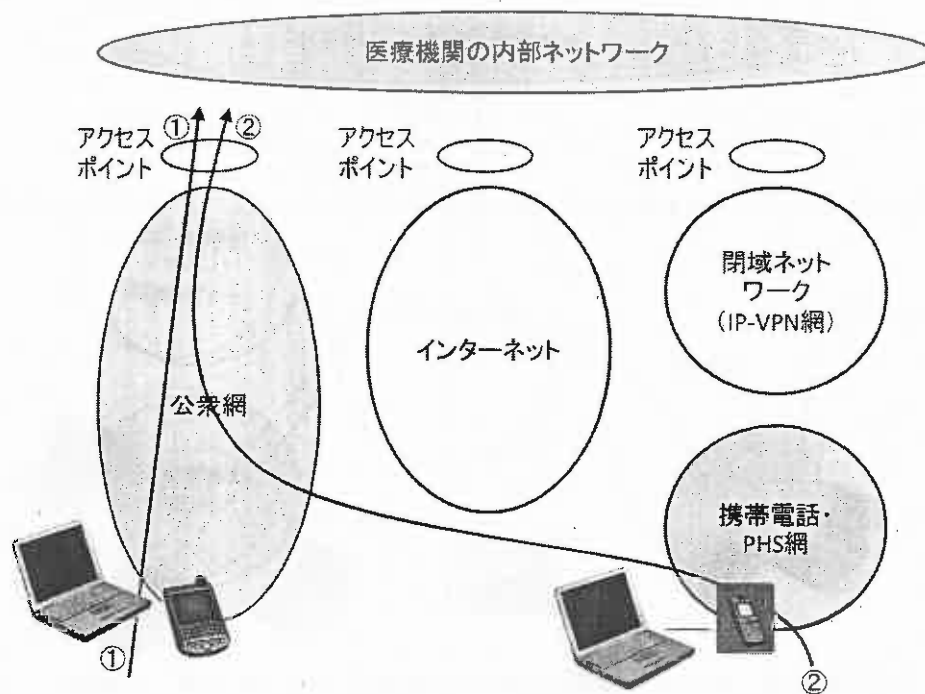 医療機関の内部ネットワーク
① ②
アクセス
ポイント
アクセス
ポイント
アクセス
ポイント
公衆網
インターネット
閉域ネット
ワーク
（IP-VPN網）
携帯電話・
PHS網
①
②